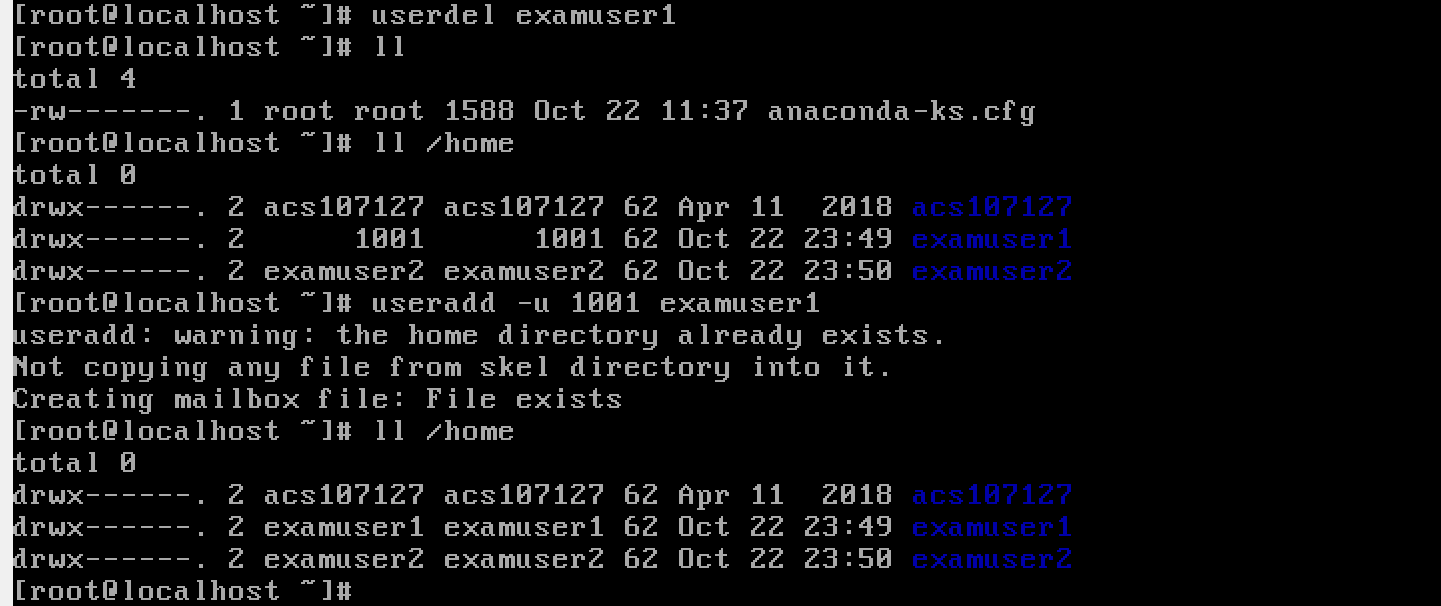 [root@localhost ~]# userdel examuser1
[root@localhost ~]# ll
total 4
-rw-------. 1 root root 1588 Oct 22 11:37 anaconda-ks.cfg
[root@localhost ~]# ll /home
total 0
drwx------. 2 acs107127 acs107127 62 Apr 11  2018 acs107127
drwx------. 2      1001      1001 62 Oct 22 23:49 examuser1
drwx------. 2 examuser2 examuser2 62 Oct 22 23:50 examuser2
[root@localhost ~]# useradd -u 1001 examuser1
useradd: warning: the home directory already exists.
Not copying any file from skel directory into it.
Creating mailbox file: File exists
[root@localhost ~]# ll /home
total 0
drwx------. 2 acs107127 acs107127 62 Apr 11  2018 acs107127
drwx------. 2 examuser1 examuser1 62 Oct 22 23:49 examuser1
drwx------. 2 examuser2 examuser2 62 Oct 22 23:50 examuser2
[root@localhost ~]#